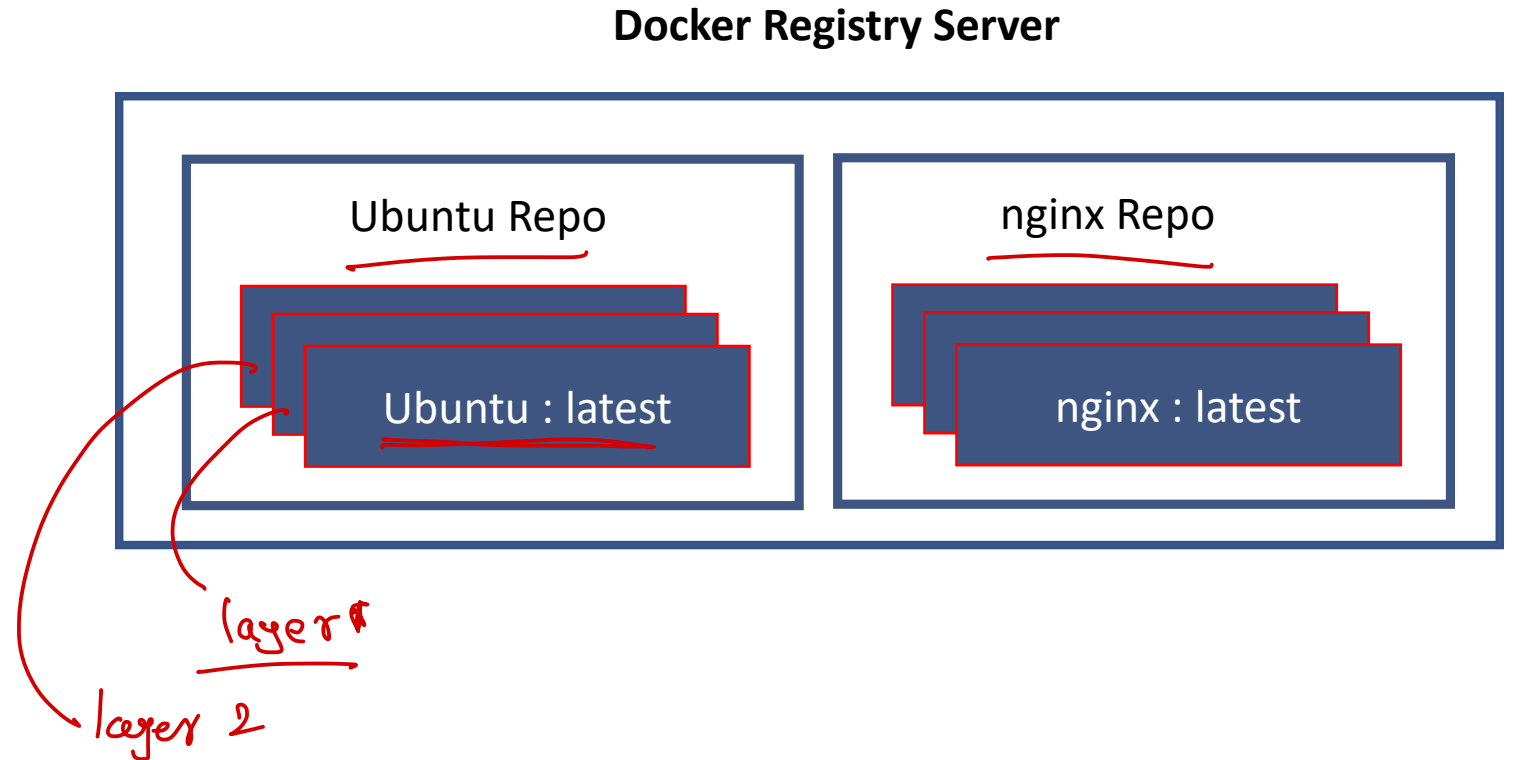 Docker Registry Server
Ubuntu Repo
nginx Repo
Ubuntu : latest
nginx : latest
layer
layer 2